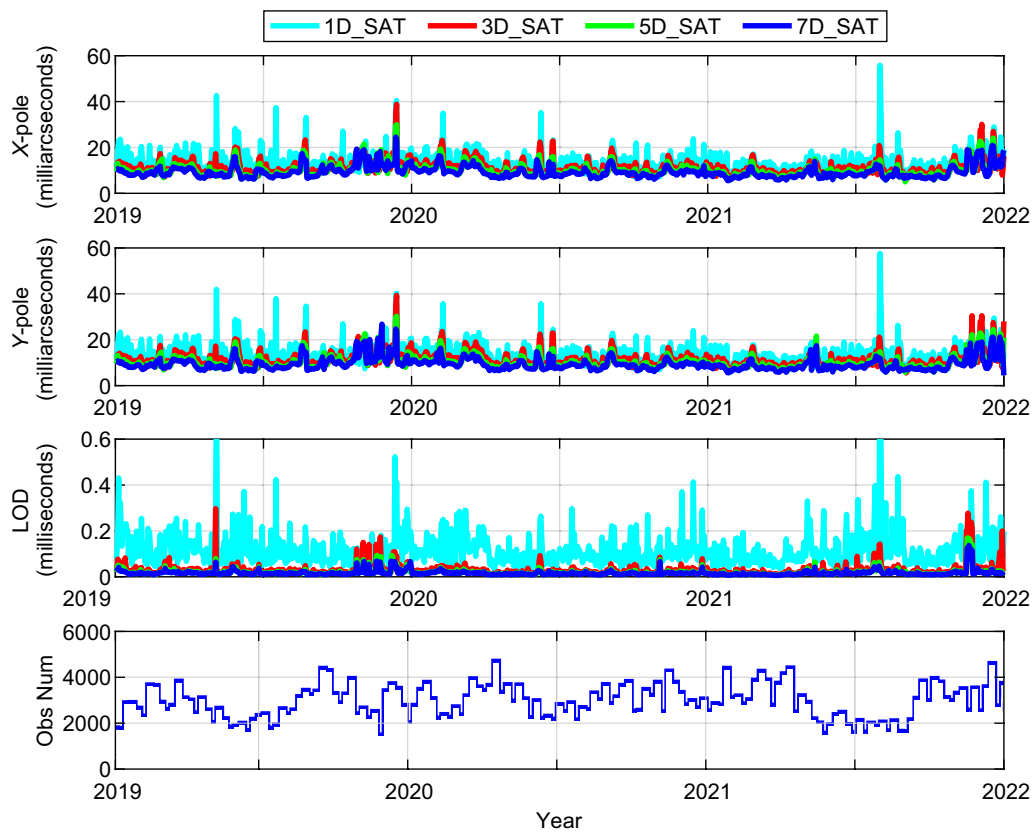 1D_SAT 3D_SAT 5D_SAT 7D_SAT
X-pole
(milliarcseconds)
60
40
20
0
2019 2020 2021 2022
Y-pole
(milliarcseconds)
60
40
20
0
2019 2020 2021 2022
LOD
(milliseconds)
0.6
0.4
0.2
0
2019 2020 2021 2022
Obs Num
6000
4000
2000
0
2019 2020 2021 2022
Year